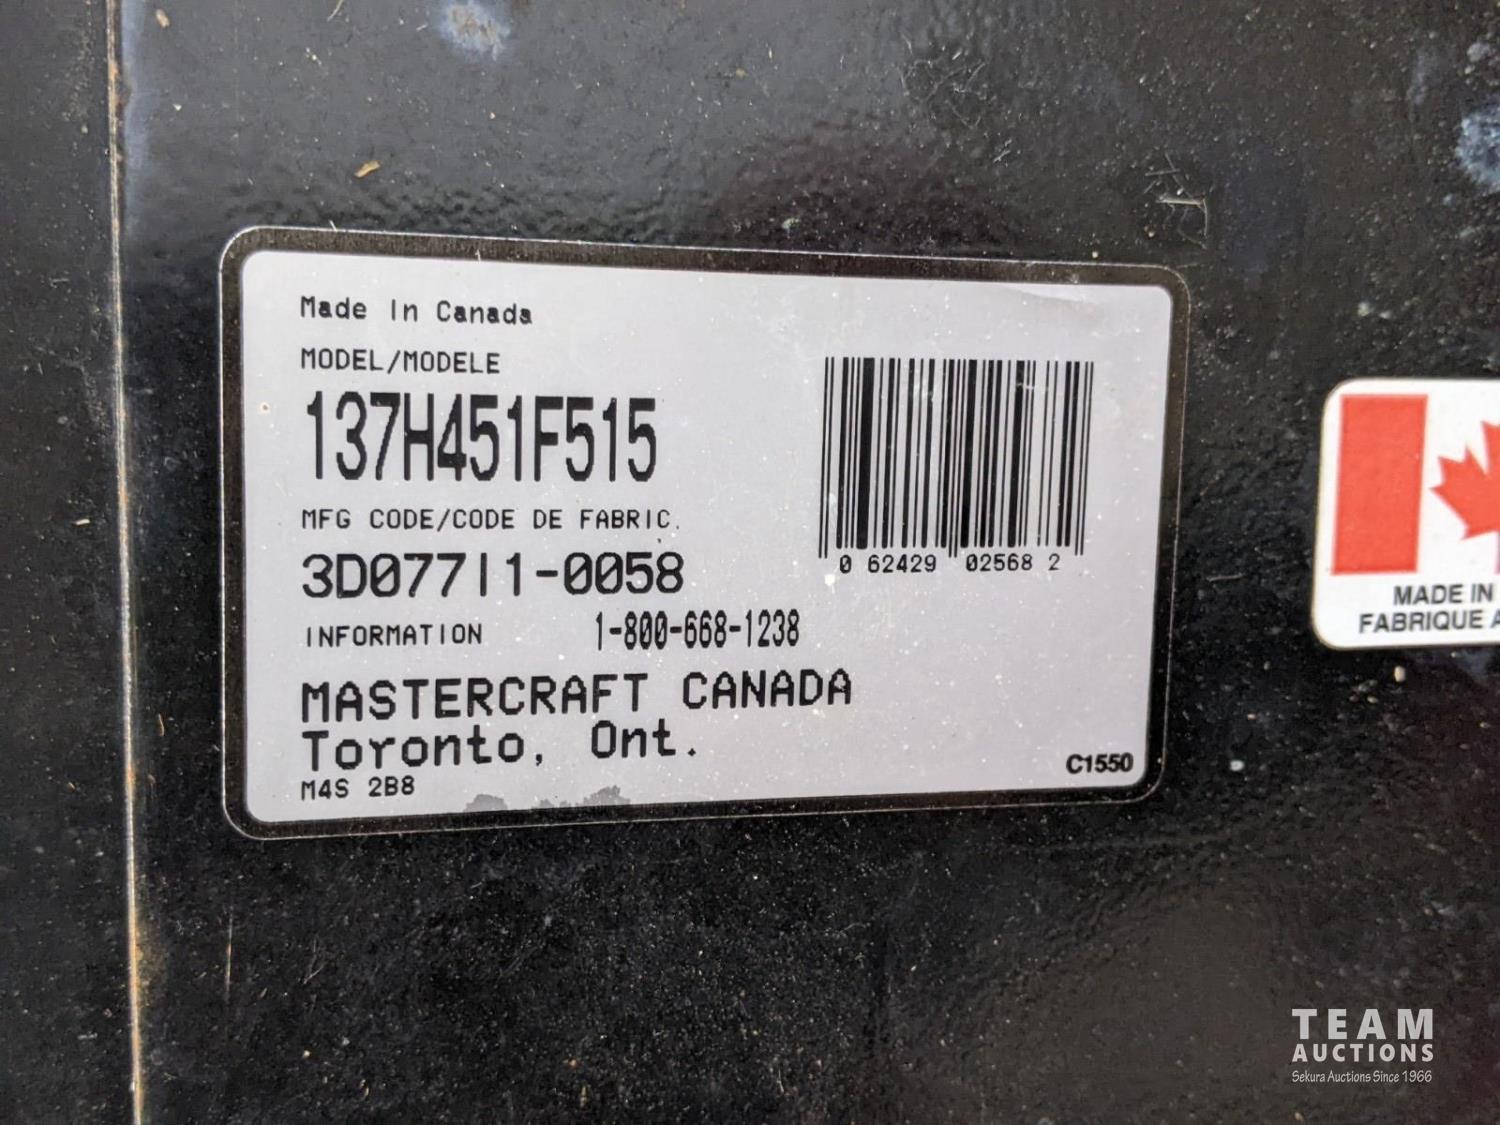 Made In Canada
MODEL/MODELE
137H451F515
MFG CODE/CODE DE FABRIC.
3D077I1-0058
INFORMATION 1-800-668-1238
MASTERCRAFT CANADA
Toronto, Ont.
M4S 2B8
0 62429 02568 2
C1550
MADE IN
FABRIQUE A
TEAM
AUCTIONS
Sekura Auctions Since 1966